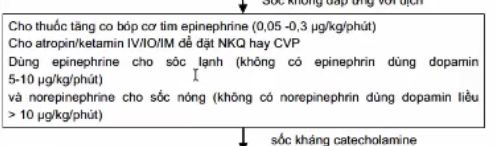 Sốc không đáp ứng với dịch
Cho thuốc tăng co bóp cơ tim epinephrine (0,05 -0,3 μg/kg/phút)
Cho atropin/ketamin IV/IO/IM để đặt NKQ hay CVP
Dùng epinephrine cho sốc lạnh (không có epinephrin dùng dopamin
5-10 μg/kg/phút)
và norepinephrine cho sốc nóng (không có norepinephrin dùng dopamin liều
> 10 μg/kg/phút)
sốc kháng catecholamine